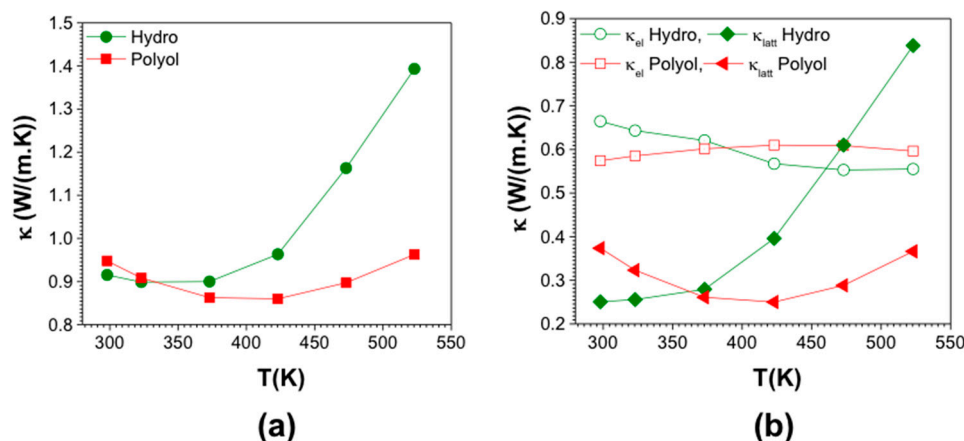 1.5
1.4
1.3
1.2
1.1
1.0
0.9
0.8
κ (W/(m.K))
Hydro
Polyol
300 350 400 450 500 550
T(K)
(a)
0.9
0.8
0.7
0.6
0.5
0.4
0.3
0.2
κ (W/(m.K))
κel Hydro, κlatt Hydro
κel Polyol, κlatt Polyol
300 350 400 450 500 550
T(K)
(b)